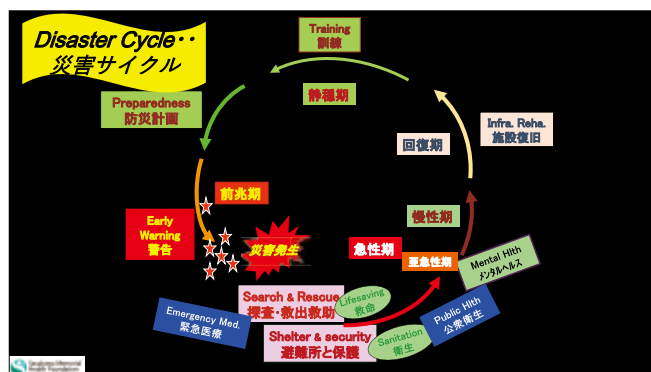 Disaster Cycle・・
災害サイクル
Training
訓練
静穏期
Preparedness
防災計画
Infra. Reha.
施設復旧
回復期
前兆期
Early
Warning
警告
災害発生
慢性期
急性期
亜急性期
Mental Hlth
メンタルヘルス
Search & Rescue
探査・救出救助
Lifesaving
救命
Emergency Med.
緊急医療
Public Hlth
公衆衛生
Shelter & security
避難所と保護
Sanitation
衛生
Memorial
Health Foundation